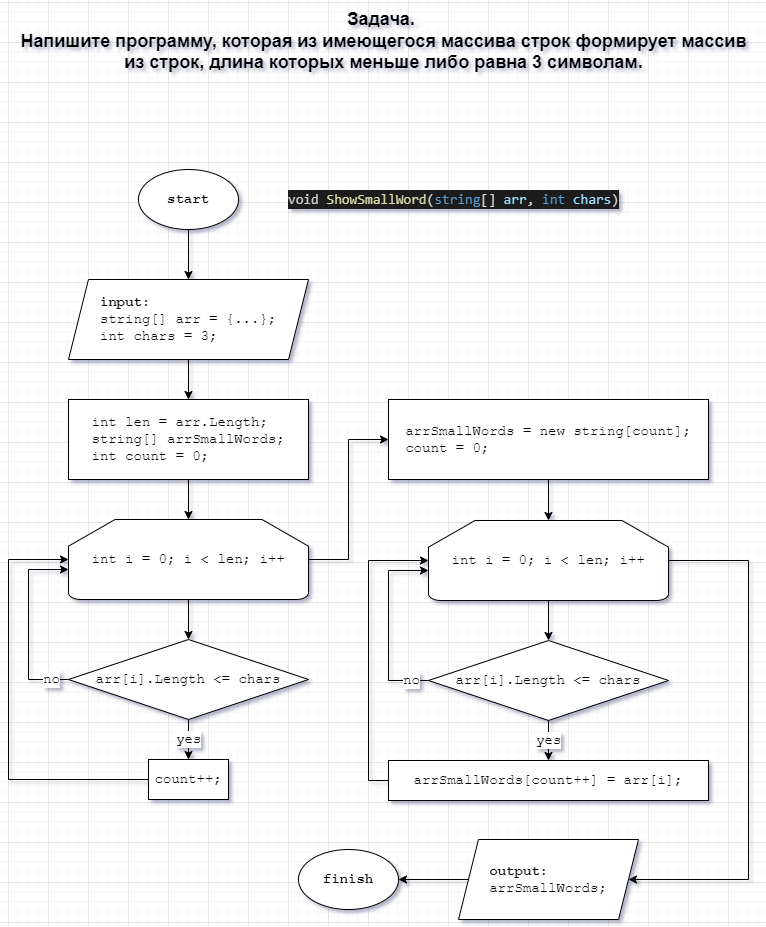 Задача.
Напишите программу, которая из имеющегося массива строк формирует массив
из строк, длина которых меньше либо равна 3 символам.
start
void ShowSmallWord(string[] arr, int chars)
input:
string[] arr = {...};
int chars = 3;
int len = arr.Length;
string[] arrSmallWords;
int count = 0;
int i = 0; i < len; i++
no
arr[i].Length <= chars
yes
count++;
arrSmallWords = new string[count];
count = 0;
int i = 0; i < len; i++
no
arr[i].Length <= chars
yes
arrSmallWords[count++] = arr[i];
output:
arrSmallWords;
finish